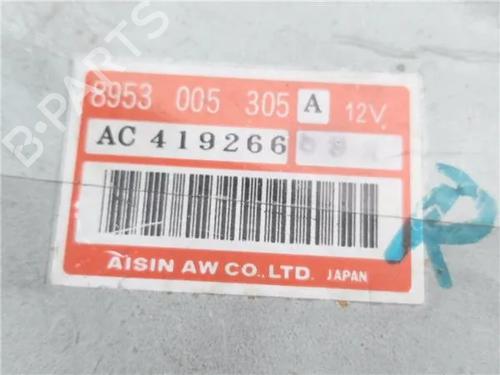 8953 005 305 A 12V
AC 419266
AISIN AW CO., LTD. JAPAN
B-PARTS